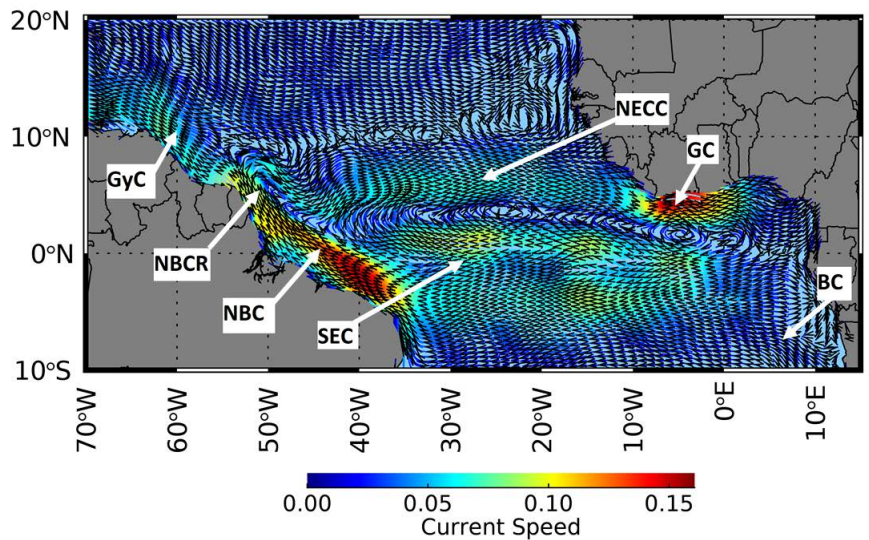 20°N
10°N
0°N
10°S
NECC
GC
GyC
NBCR
NBC
SEC
BC
70°W
60°W
50°W
40°W
30°W
20°W
10°W
0°E
10°E
0.00 0.05 0.10 0.15
Current Speed